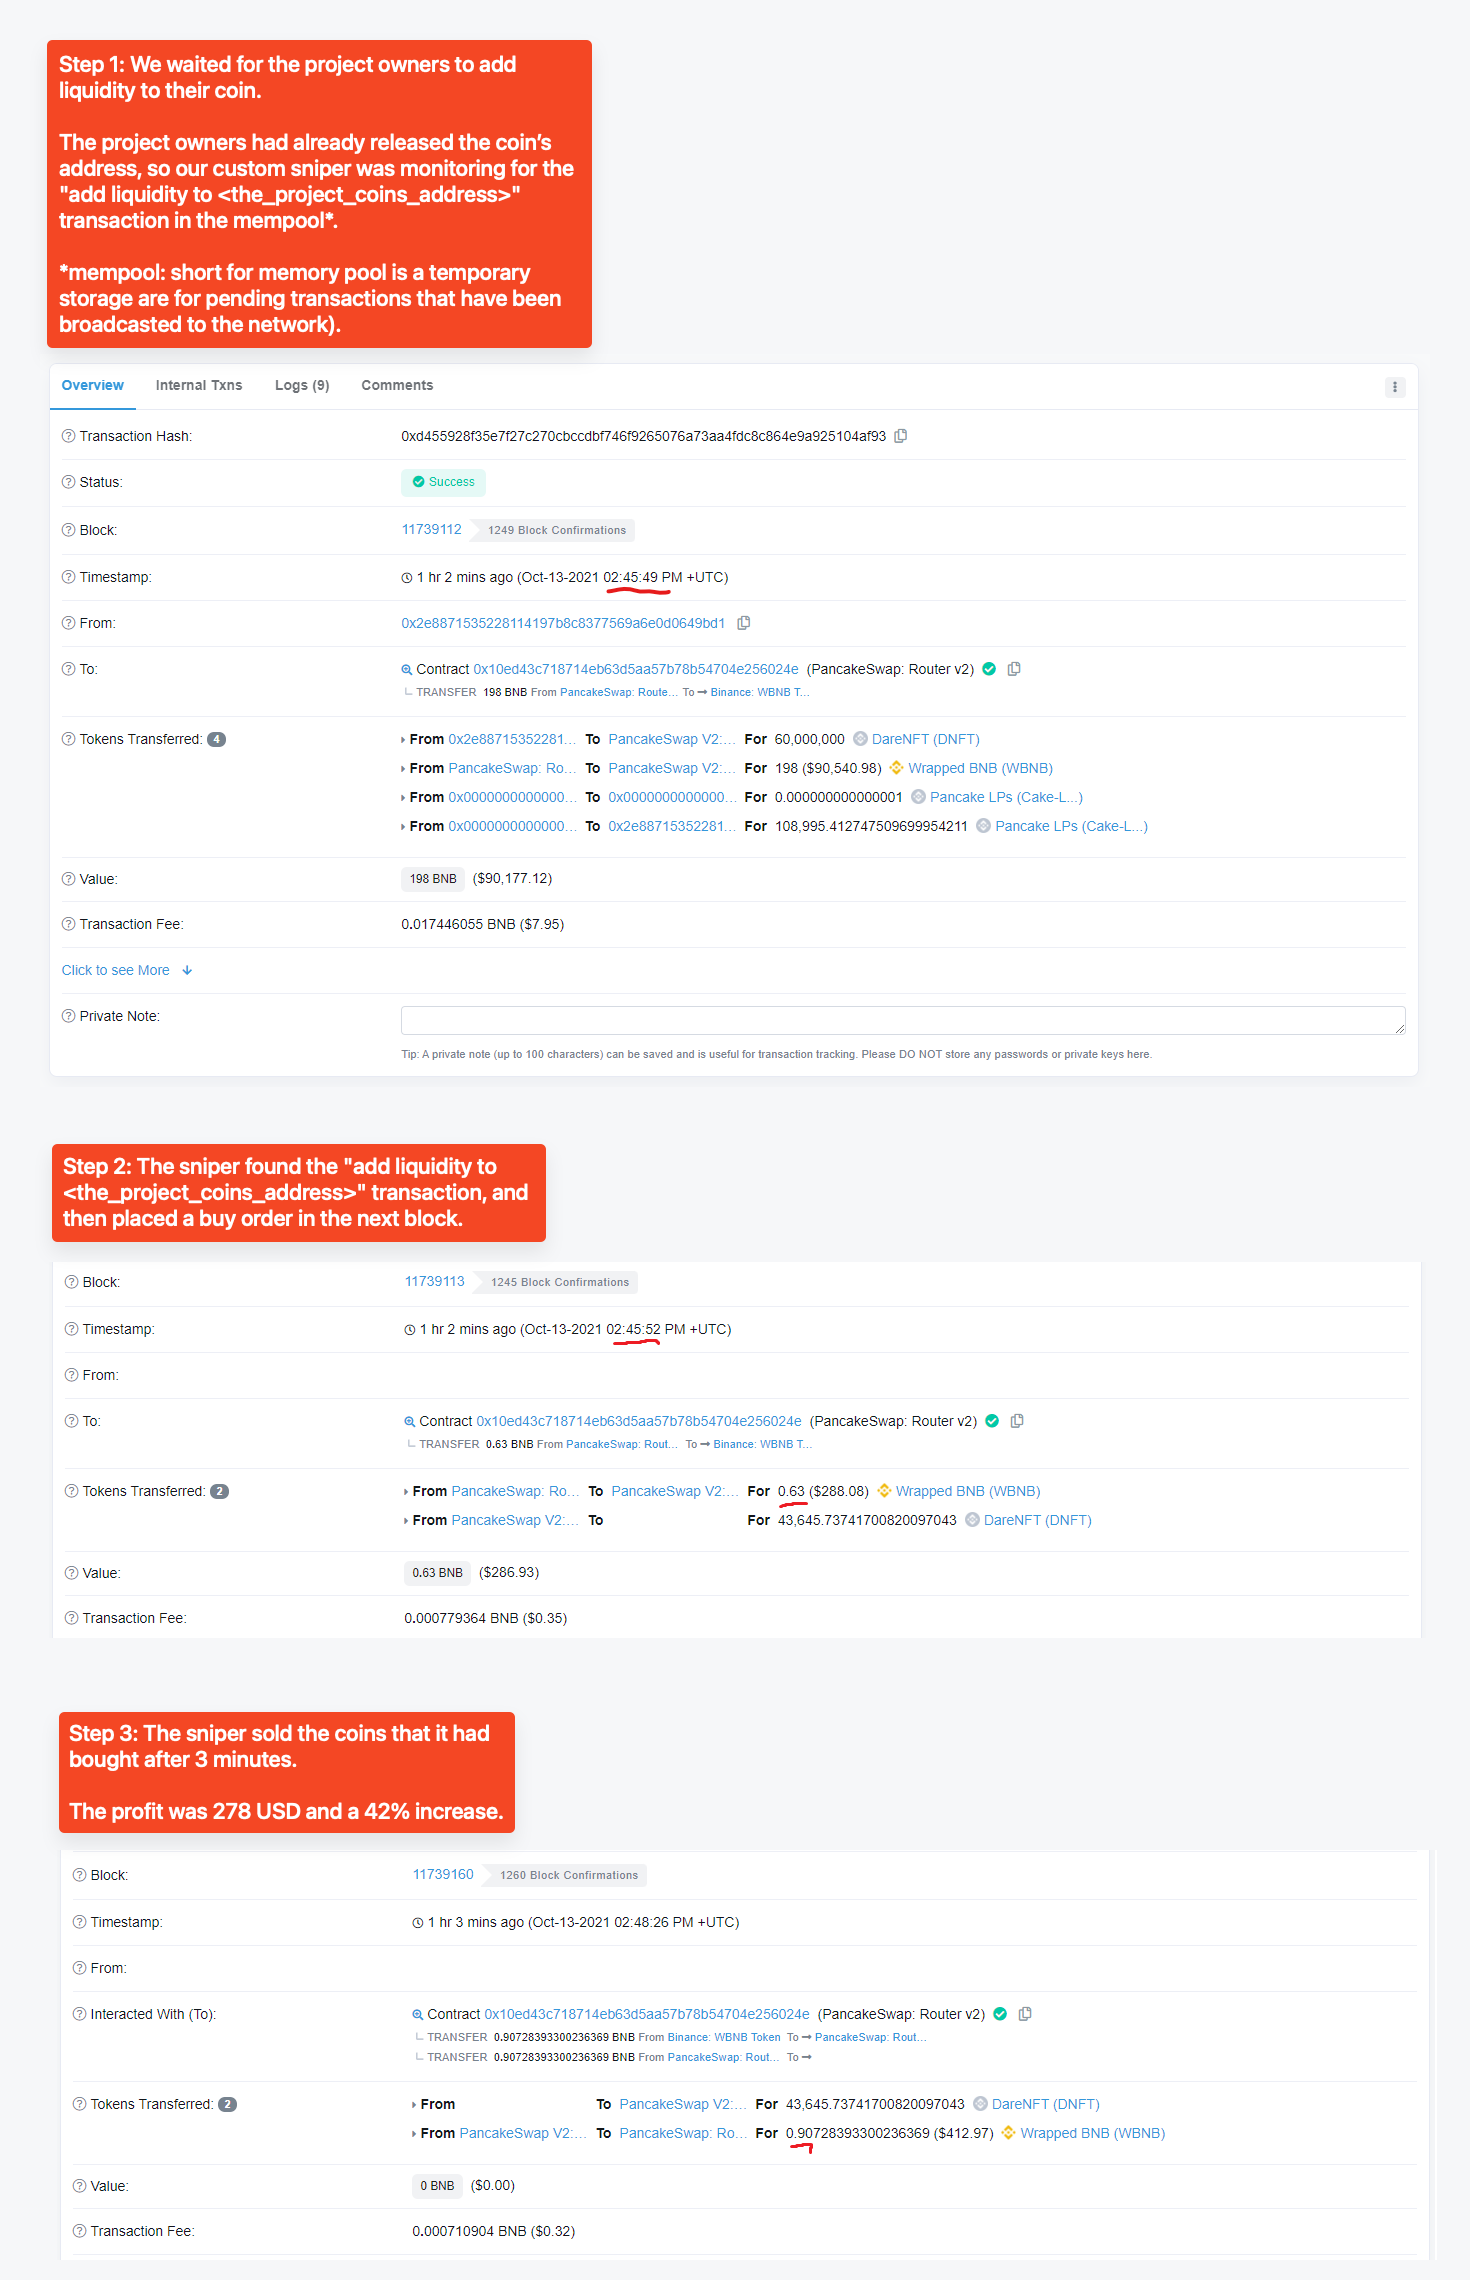 Step 1: We waited for the project owners to add
liquidity to their coin.
The project owners had already released the coin's
address, so our custom sniper was monitoring for the
"add liquidity to <the_project_coins_address>"
transaction in the mempool*.
*mempool: short for memory pool is a temporary
storage are for pending transactions that have been
broadcasted to the network).
Overview Internal Txns Logs (9) Comments
Transaction Hash: 0xd455928f35e7f27c270cbccdbf746f9265076a73aa4fdc8c864e9a925104af93
Status: Success
Block: 11739112 1249 Block Confirmations
Timestamp: 1 hr 2 mins ago (Oct-13-2021 02:45:49 PM +UTC)
From: 0x2e8871535228114197b8c8377569a6e0d0649bd1
To: Contract 0x10ed43c718714eb63d5aa57b78b54704e256024e (PancakeSwap: Router v2)
TRANSFER 198 BNB From PancakeSwap: Route... To → Binance: WBNB T...
Tokens Transferred: 4 From 0x2e88715352281... To PancakeSwap V2:... For 60,000,000 DareNFT (DNFT)
From PancakeSwap: Ro... To PancakeSwap V2:... For 198 ($90,540.98) Wrapped BNB (WBNB)
From 0x0000000000000... To 0x0000000000000... For 0.000000000000001 Pancake LPs (Cake-L...)
From 0x0000000000000... To 0x2e88715352281... For 108,995.412747509699954211 Pancake LPs (Cake-L...)
Value: 198 BNB ($90,177.12)
Transaction Fee: 0.017446055 BNB ($7.95)
Click to see More ↓
Private Note:
Tip: A private note (up to 100 characters) can be saved and is useful for transaction tracking. Please DO NOT store any passwords or private keys here.
Step 2: The sniper found the "add liquidity to
<the_project_coins_address>" transaction, and
then placed a buy order in the next block.
Block: 11739113 1245 Block Confirmations
Timestamp: 1 hr 2 mins ago (Oct-13-2021 02:45:52 PM +UTC)
From:
To: Contract 0x10ed43c718714eb63d5aa57b78b54704e256024e (PancakeSwap: Router v2)
TRANSFER 0.63 BNB From PancakeSwap: Rout... To → Binance: WBNB T...
Tokens Transferred: 2 From PancakeSwap: Ro... To PancakeSwap V2:... For 0.63 ($288.08) Wrapped BNB (WBNB)
From PancakeSwap V2:... To For 43,645.73741700820097043 DareNFT (DNFT)
Value: 0.63 BNB ($286.93)
Transaction Fee: 0.000779364 BNB ($0.35)
Step 3: The sniper sold the coins that it had
bought after 3 minutes.
The profit was 278 USD and a 42% increase.
Block: 11739160 1260 Block Confirmations
Timestamp: 1 hr 3 mins ago (Oct-13-2021 02:48:26 PM +UTC)
From:
Interacted With (To): Contract 0x10ed43c718714eb63d5aa57b78b54704e256024e (PancakeSwap: Router v2)
TRANSFER 0.90728393300236369 BNB From Binance: WBNB Token To → PancakeSwap: Rout...
TRANSFER 0.90728393300236369 BNB From PancakeSwap: Rout... To →
Tokens Transferred: 2 From To PancakeSwap V2:... For 43,645.73741700820097043 DareNFT (DNFT)
From PancakeSwap V2:... To PancakeSwap: Ro... For 0.90728393300236369 ($412.97) Wrapped BNB (WBNB)
Value: 0 BNB ($0.00)
Transaction Fee: 0.000710904 BNB ($0.32)